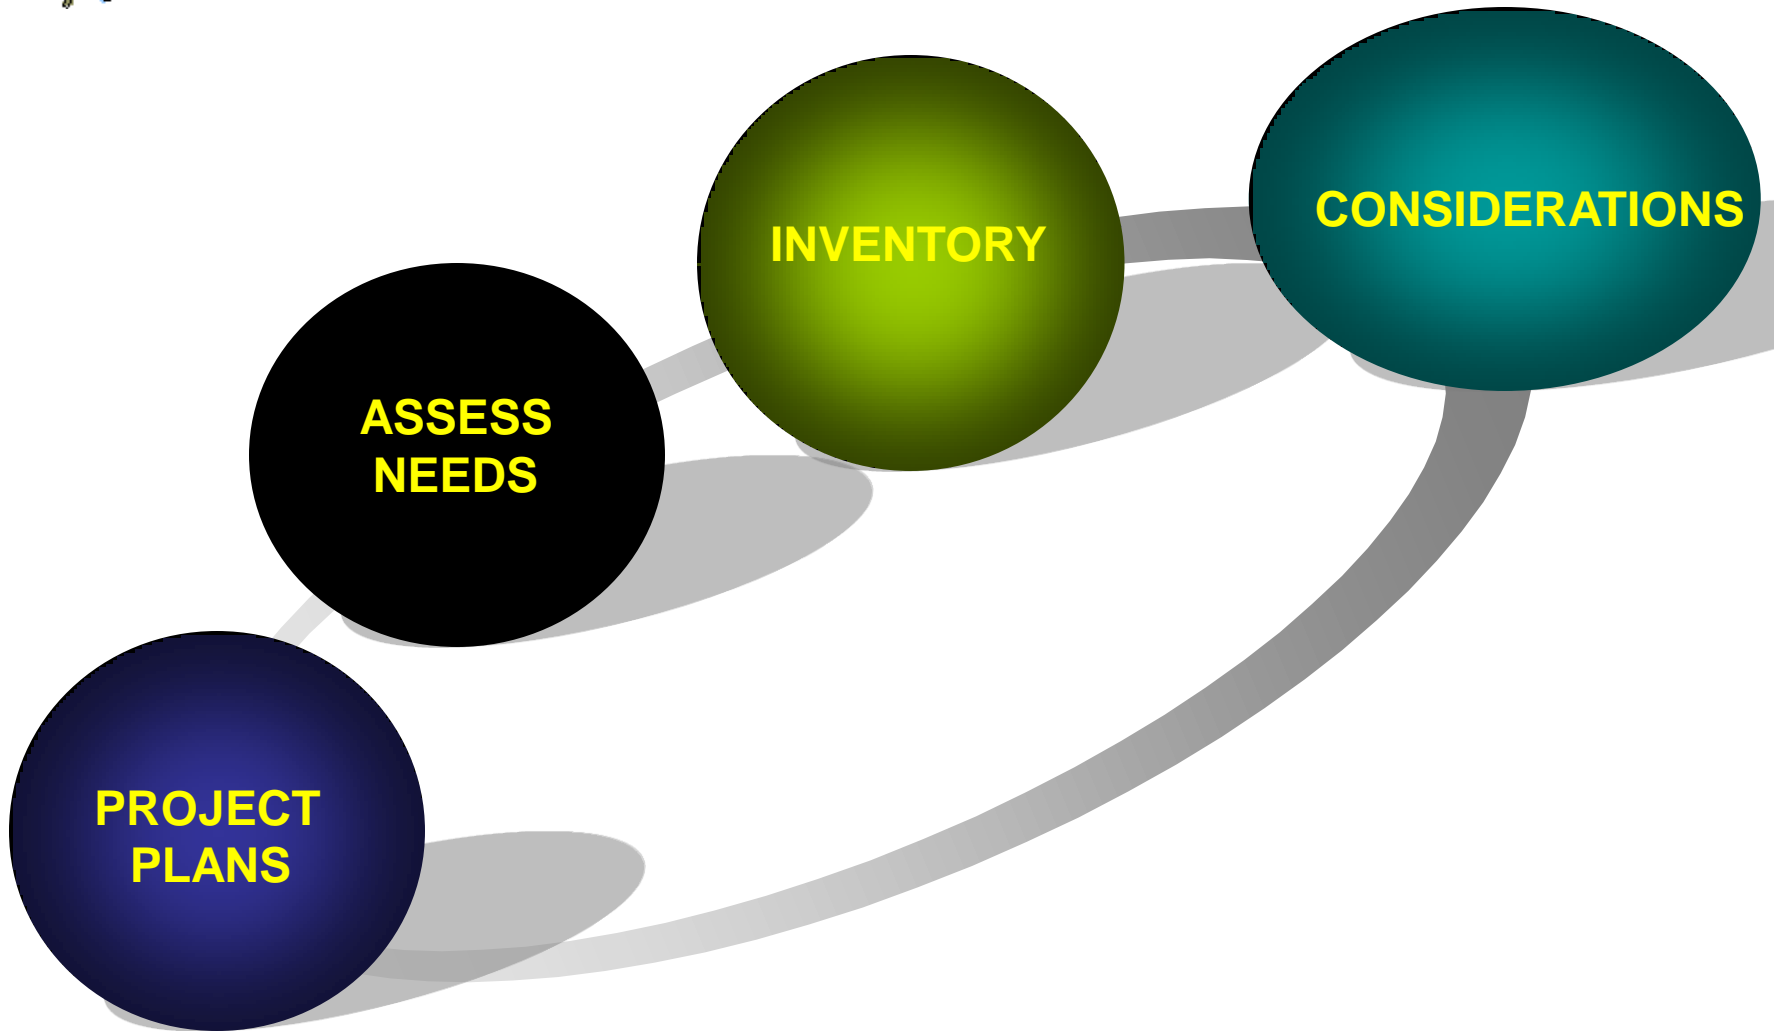 CONSIDERATIONS
INVENTORY
ASSESS
NEEDS
PROJECT
PLANS